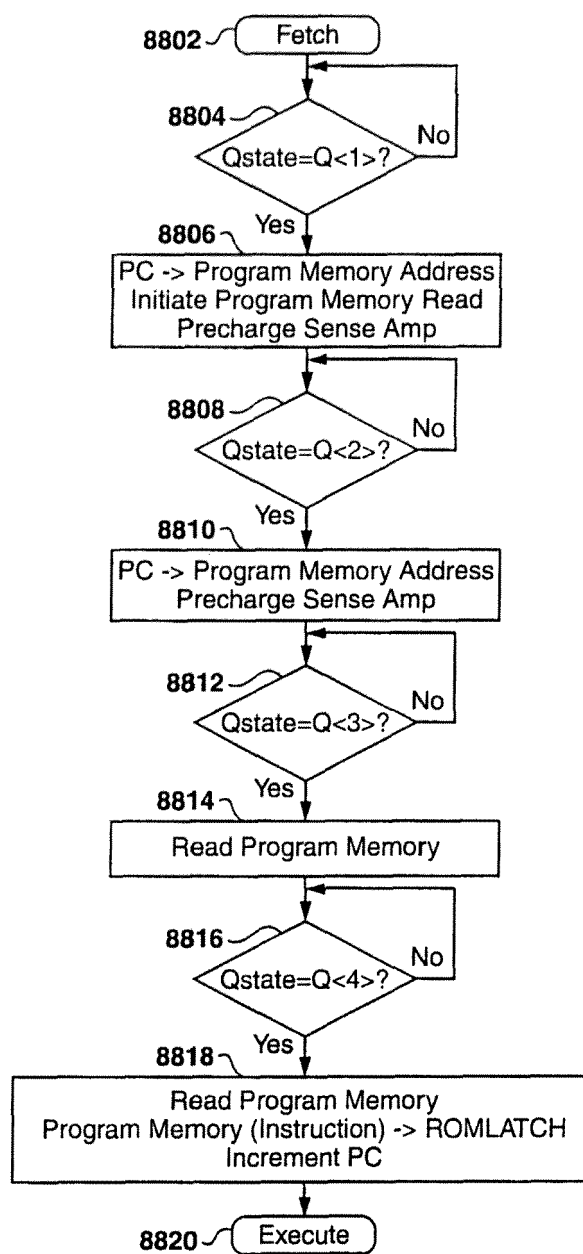 8802
Fetch
8804
Qstate=Q<1>?
No
Yes
8806
PC -> Program Memory Address
Initiate Program Memory Read
Precharge Sense Amp
8808
Qstate=Q<2>?
No
Yes
8810
PC -> Program Memory Address
Precharge Sense Amp
8812
Qstate=Q<3>?
No
Yes
8814
Read Program Memory
8816
Qstate=Q<4>?
No
Yes
8818
Read Program Memory
Program Memory (Instruction) -> ROMLATCH
Increment PC
8820
Execute